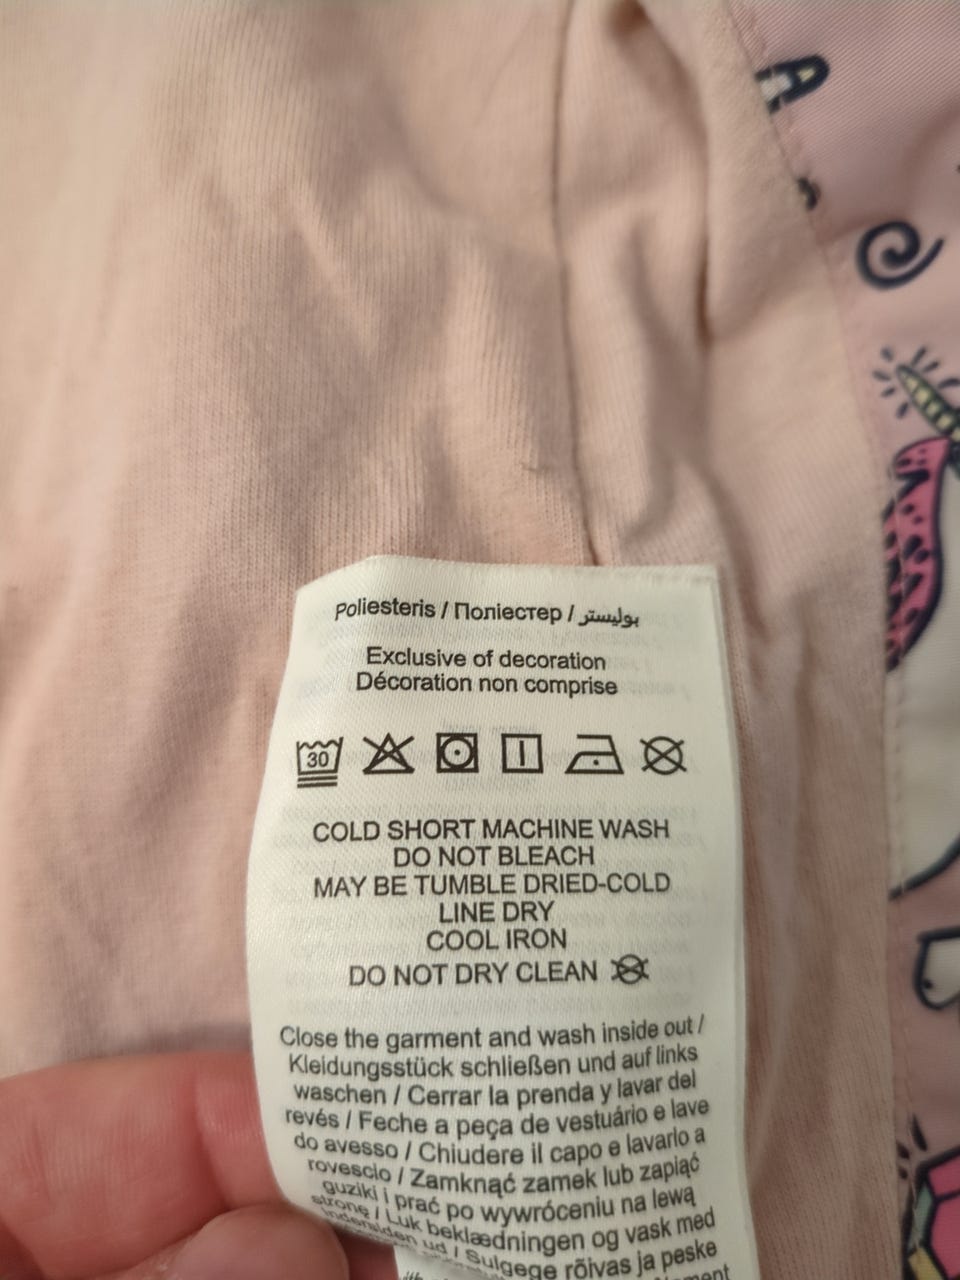 A
Poliesteris / Поліестер / بوليستر
Exclusive of decoration
Décoration non comprise
30
COLD SHORT MACHINE WASH
DO NOT BLEACH
MAY BE TUMBLE DRIED-COLD
LINE DRY
COOL IRON
DO NOT DRY CLEAN
Close the garment and wash inside out /
Kleidungsstück schließen und auf links
waschen / Cerrar la prenda y lavar del
revés / Feche a peça de vestuário e lave
do avesso / Chiudere il capo e lavarlo a
rovescio / Zamknąć zamek lub zapiąć
guziki i prać po wywróceniu na lewą
stronę / Luk beklædningen og vask med
indersiden ud / Sulgege rõivas ja peske